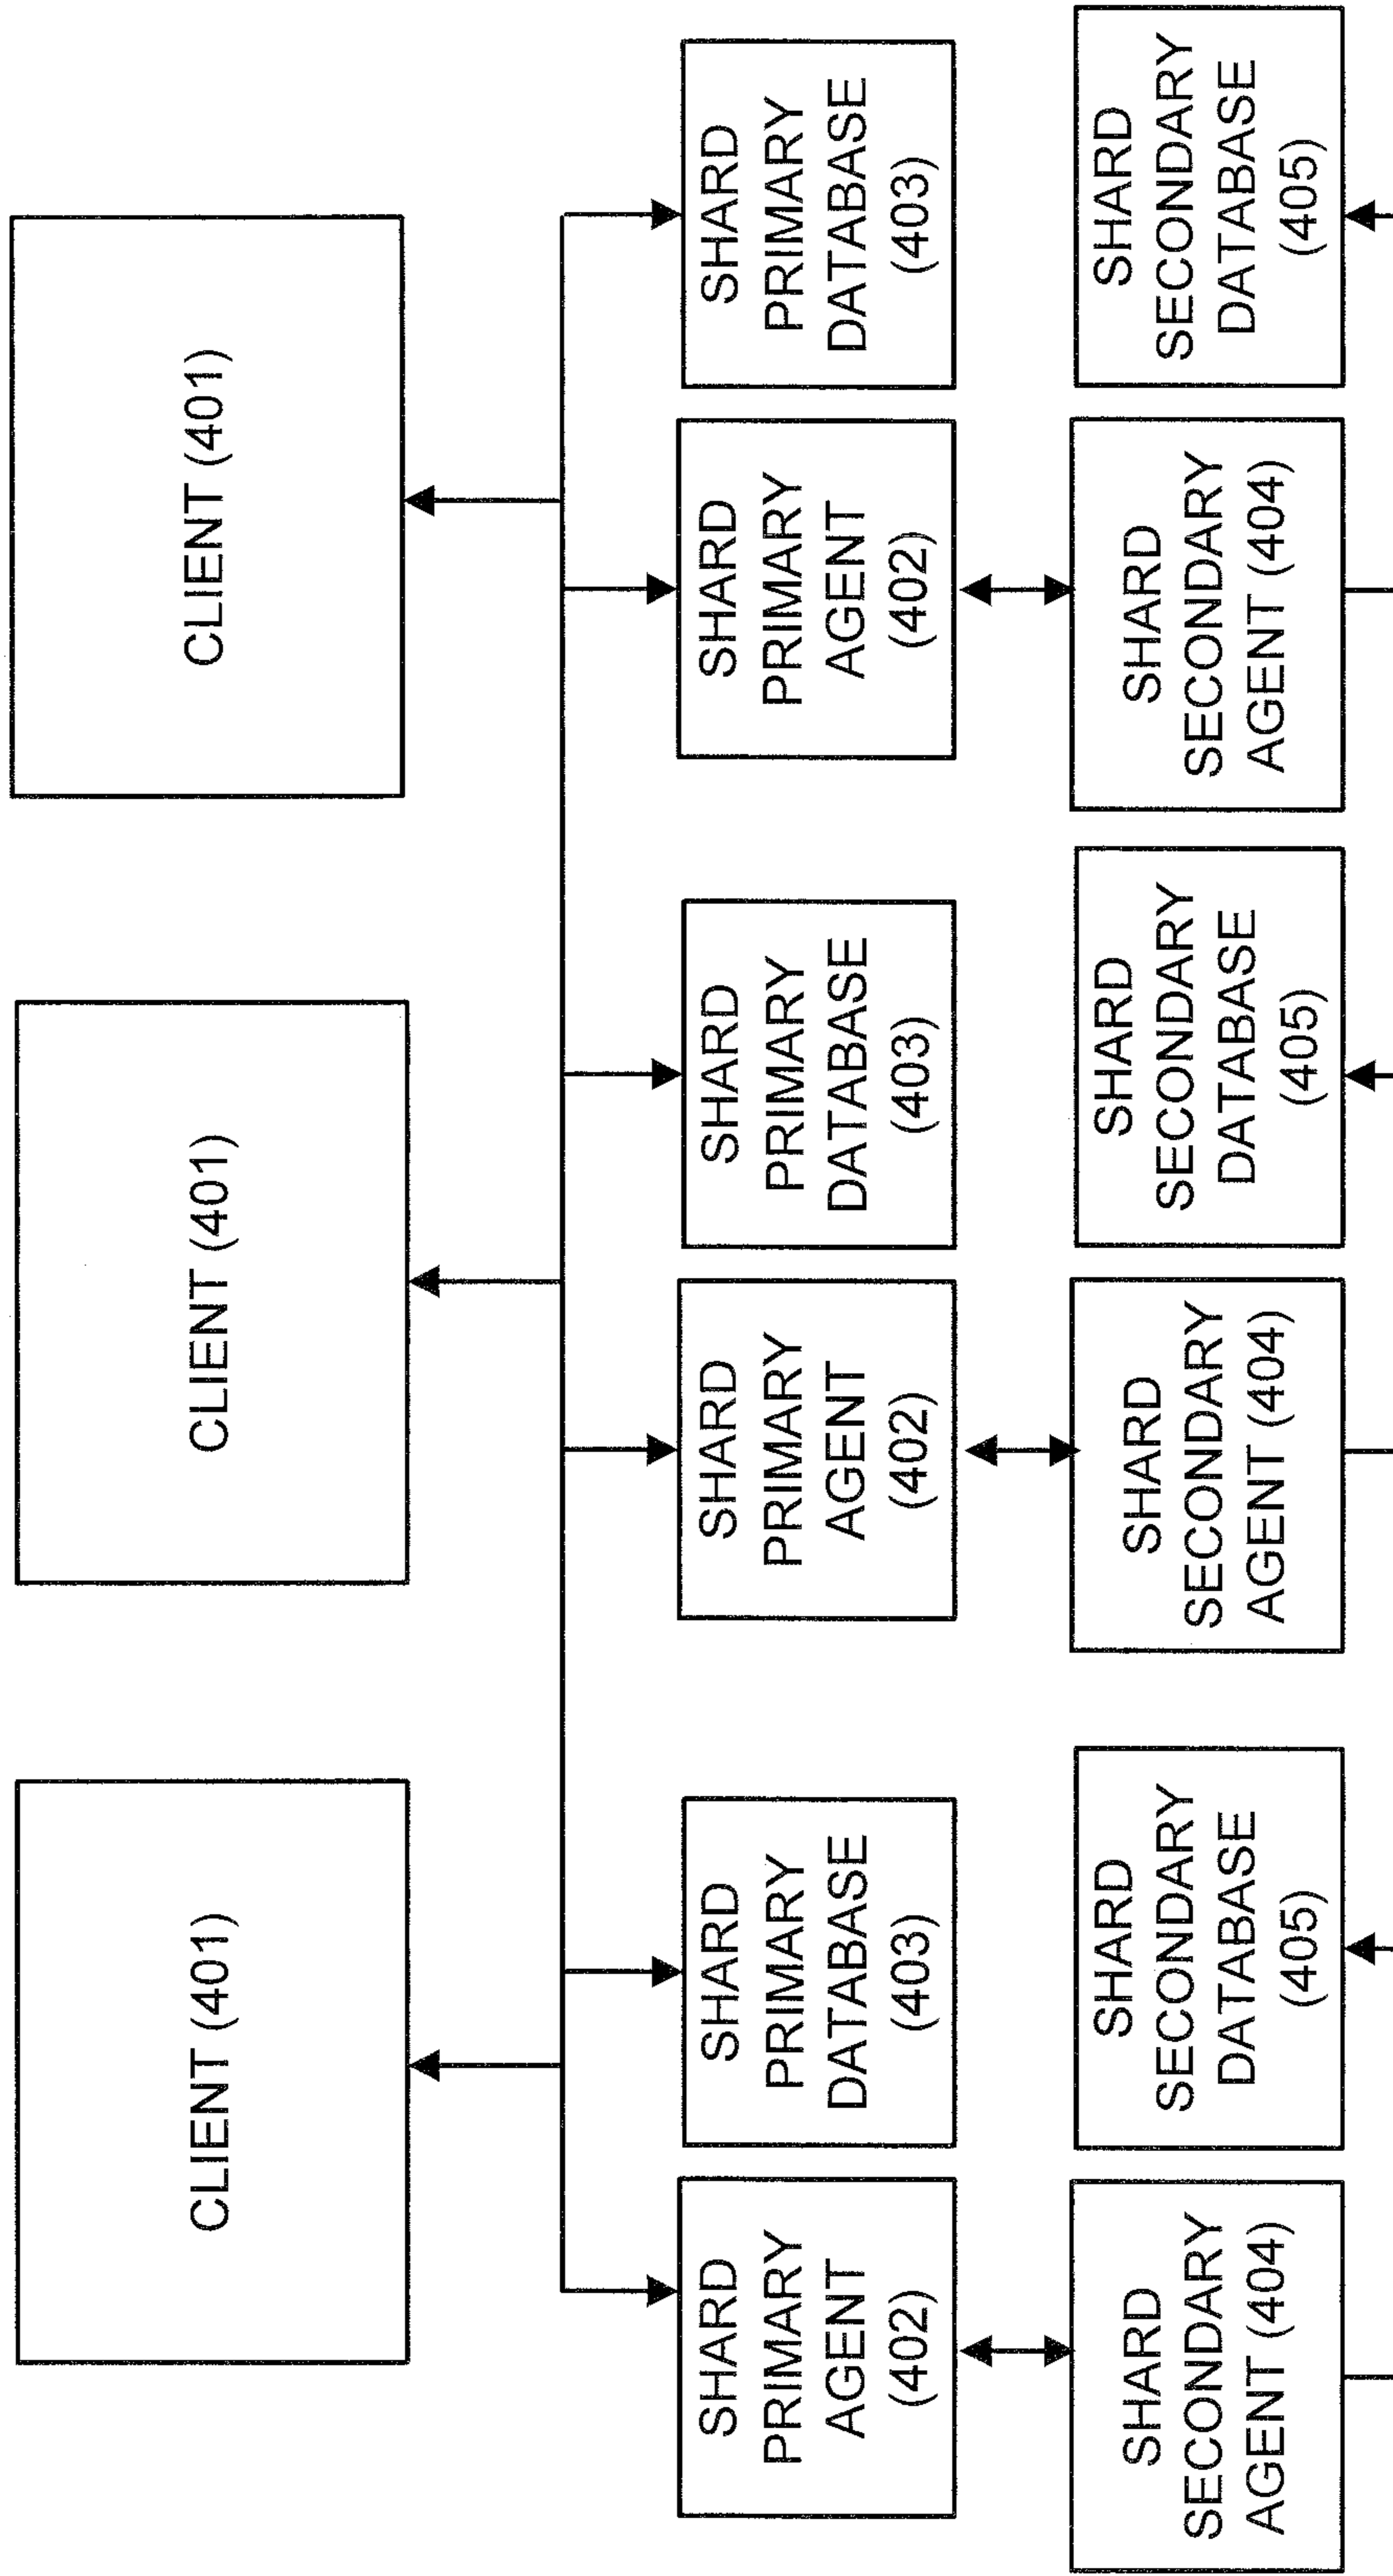 CLIENT (401)
CLIENT (401)
CLIENT (401)
SHARD
PRIMARY
AGENT
(402)
SHARD
PRIMARY
DATABASE
(403)
SHARD
PRIMARY
AGENT
(402)
SHARD
PRIMARY
DATABASE
(403)
SHARD
PRIMARY
AGENT
(402)
SHARD
PRIMARY
DATABASE
(403)
SHARD
SECONDARY
AGENT (404)
SHARD
SECONDARY
DATABASE
(405)
SHARD
SECONDARY
AGENT (404)
SHARD
SECONDARY
DATABASE
(405)
SHARD
SECONDARY
AGENT (404)
SHARD
SECONDARY
DATABASE
(405)